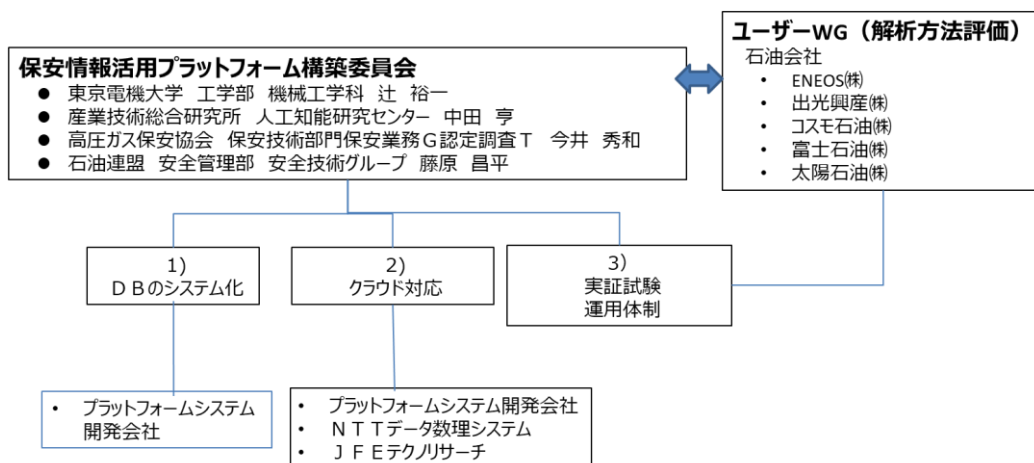 保安情報活用プラットフォーム構築委員会
● 東京電機大学 工学部 機械工学科 辻 裕一
● 産業技術総合研究所 人工知能研究センター 中田 亨
● 高圧ガス保安協会 保安技術部門保安業務G認定調査T 今井 秀和
● 石油連盟 安全管理部 安全技術グループ 藤原 昌平
ユーザーWG（解析方法評価）
石油会社
・ ENEOS㈱
・ 出光興産㈱
・ コスモ石油㈱
・ 富士石油㈱
・ 太陽石油㈱
1)
ＤＢのシステム化
2)
クラウド対応
3)
実証試験
運用体制
・ プラットフォームシステム
開発会社
・ プラットフォームシステム開発会社
・ ＮＴＴデータ数理システム
・ ＪＦＥテクノリサーチ